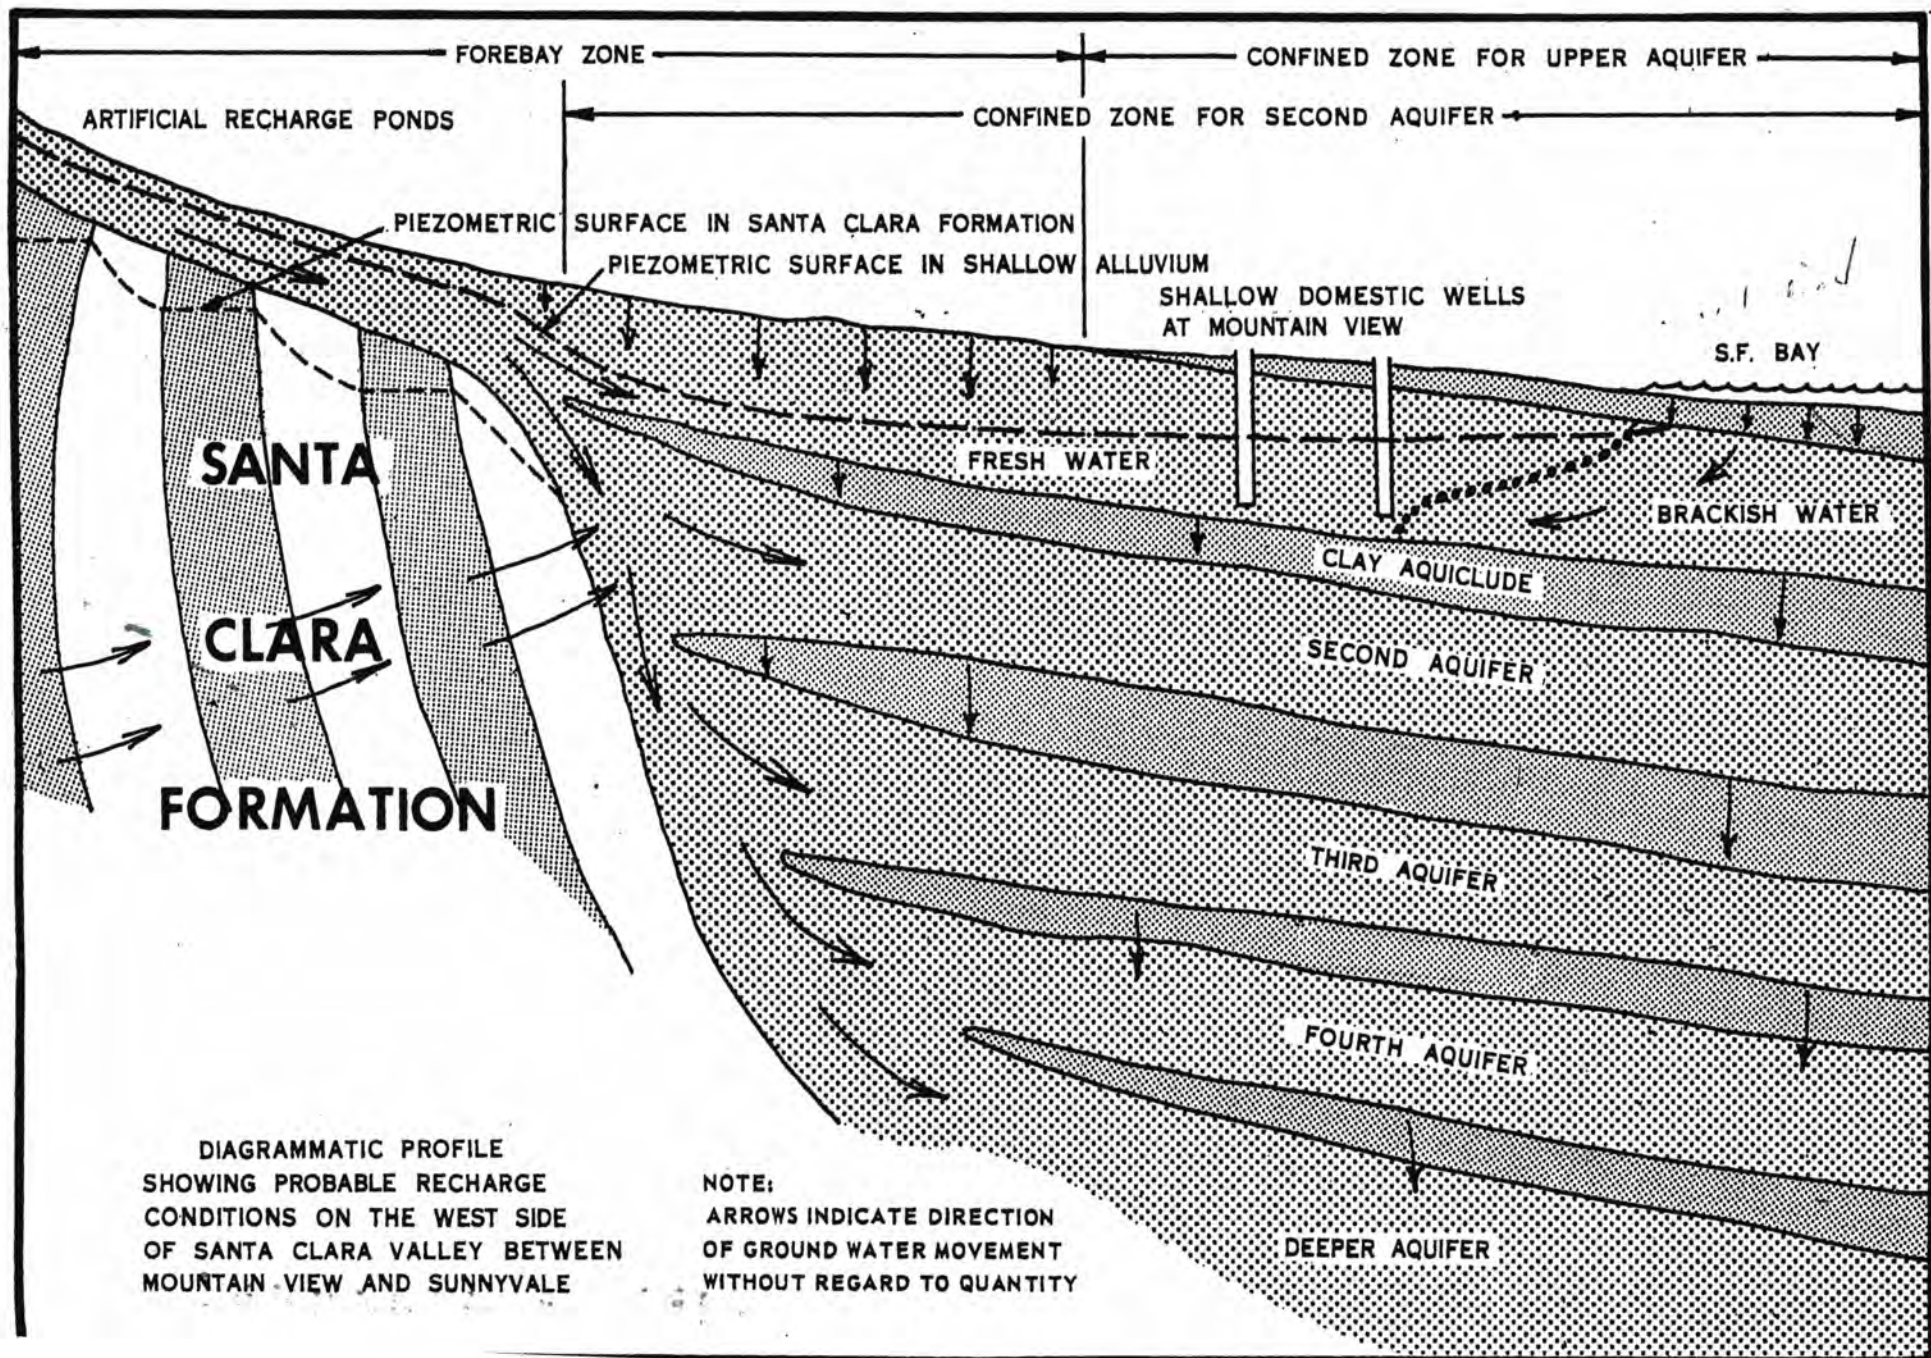 FOREBAY ZONE
CONFINED ZONE FOR UPPER AQUIFER
ARTIFICIAL RECHARGE PONDS
CONFINED ZONE FOR SECOND AQUIFER
PIEZOMETRIC SURFACE IN SANTA CLARA FORMATION
PIEZOMETRIC SURFACE IN SHALLOW ALLUVIUM
SHALLOW DOMESTIC WELLS
AT MOUNTAIN VIEW
S.F. BAY
SANTA
CLARA
FORMATION
FRESH WATER
BRACKISH WATER
CLAY AQUICLUDE
SECOND AQUIFER
THIRD AQUIFER
FOURTH AQUIFER
DEEPER AQUIFER
DIAGRAMMATIC PROFILE
SHOWING PROBABLE RECHARGE
CONDITIONS ON THE WEST SIDE
OF SANTA CLARA VALLEY BETWEEN
MOUNTAIN VIEW AND SUNNYVALE
NOTE:
ARROWS INDICATE DIRECTION
OF GROUND WATER MOVEMENT
WITHOUT REGARD TO QUANTITY